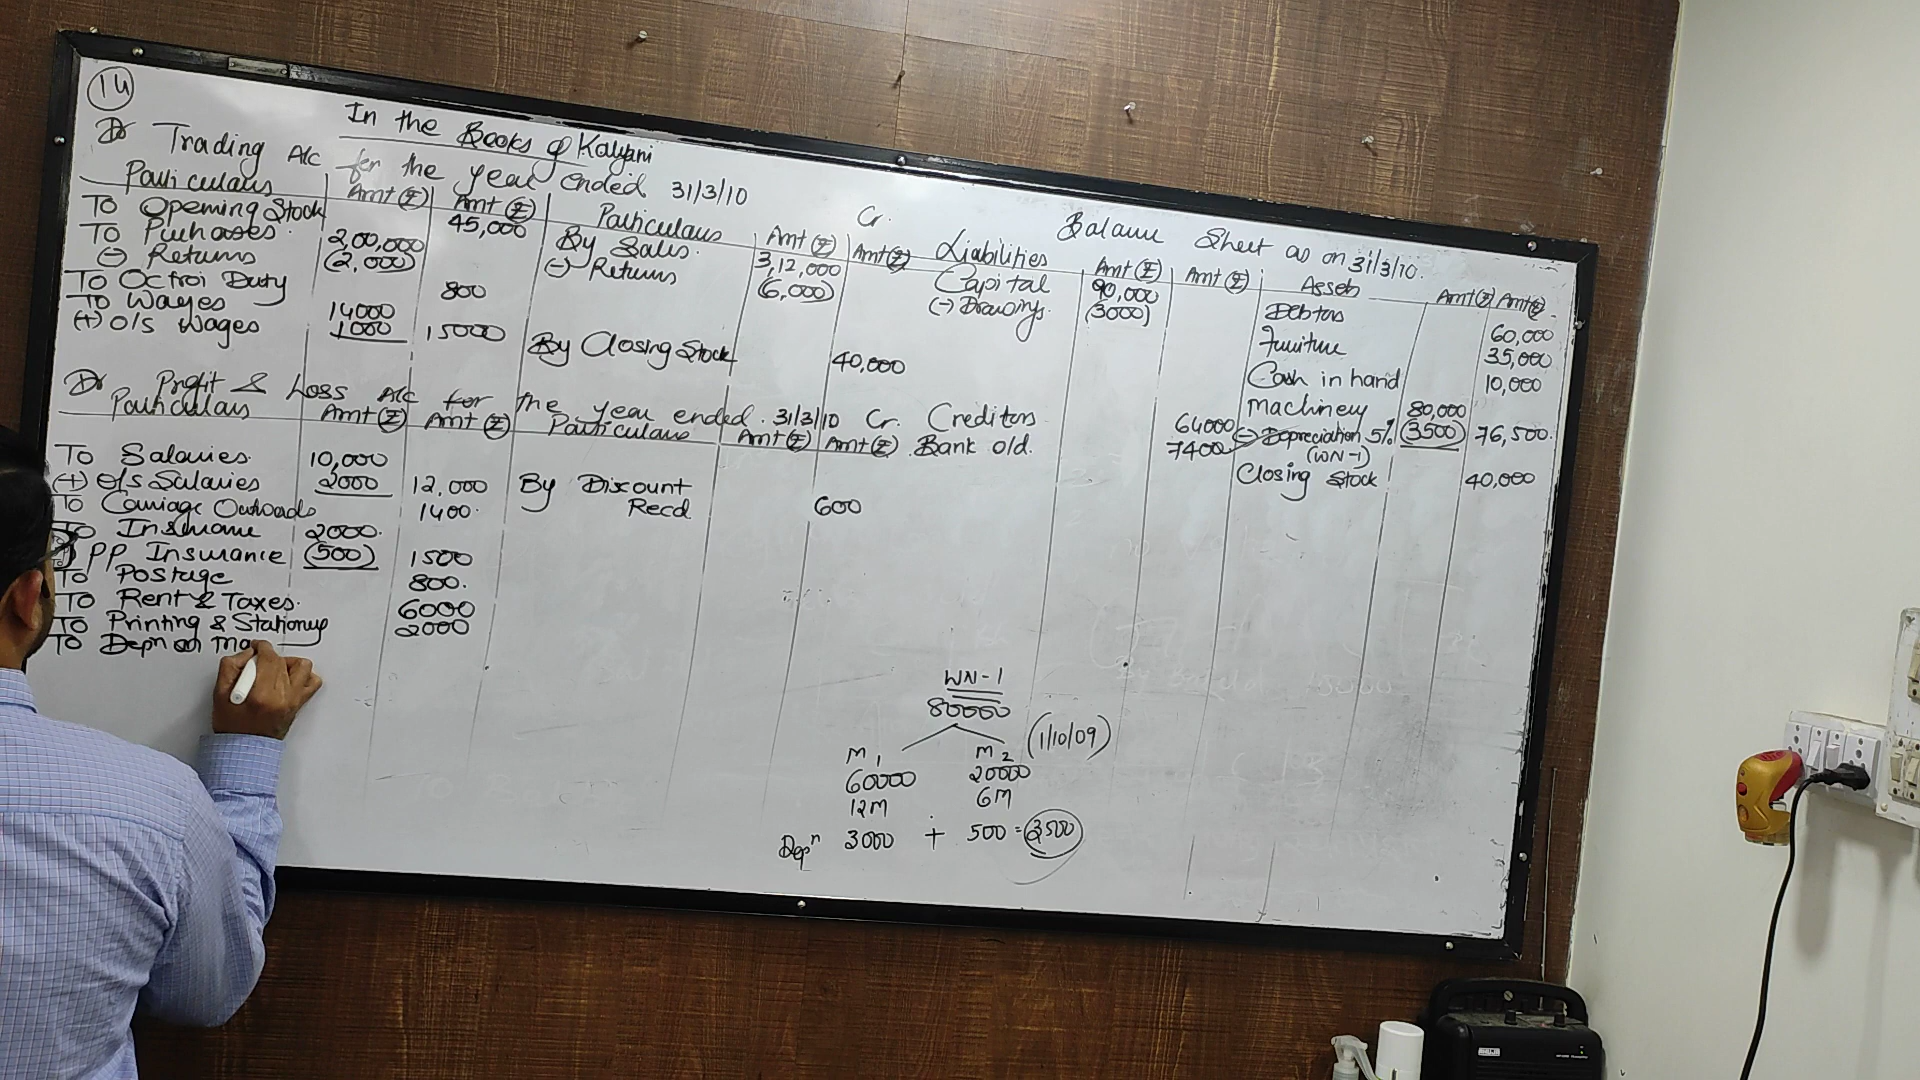 14
In the Books of Kalyani
Dr Trading A/c for the year ended 31/3/10 Cr.
Particulars Amt (₹) Amt (₹) Particulars Amt (₹) Amt (₹)
To Opening Stock 45,000 By Sales 3,12,000
To Purchases 2,00,000 (-) Returns (6,000)
(-) Returns (2,000)
To Octroi Duty 800
To Wages 14000
(+) o/s Wages 1000 15000
By Closing Stock 40,000
Dr Profit & Loss A/c for the year ended 31/3/10 Cr
Particulars Amt (₹) Amt (₹) Particulars Amt (₹) Amt (₹)
To Salaries 10,000
(+) o/s Salaries 2000 12,000 By Discount
Recd 600
To Carriage Outwards 1400
To Insurance 2000
PP Insurance (500) 1500
To Postage 800
To Rent & Taxes 6000
To Printing & Stationery 2000
To Depn on Ma
Balance Sheet as on 31/3/10.
Liabilities Amt (₹) Amt (₹) Assets Amt (₹) Amt (₹)
Capital 90,000 Debtors 60,000
(-) Drawings (3000) Furniture 35,000
Cash in hand 10,000
Creditors 64000 Machinery 80,000
Bank o/d. 7400 (-) Depreciation 5% (3500) 76,500
(WN-1)
Closing Stock 40,000
WN-1
80000
M1 M2 (1/10/09)
60000 20000
12M 6M
Depn 3000 + 500 = 3500